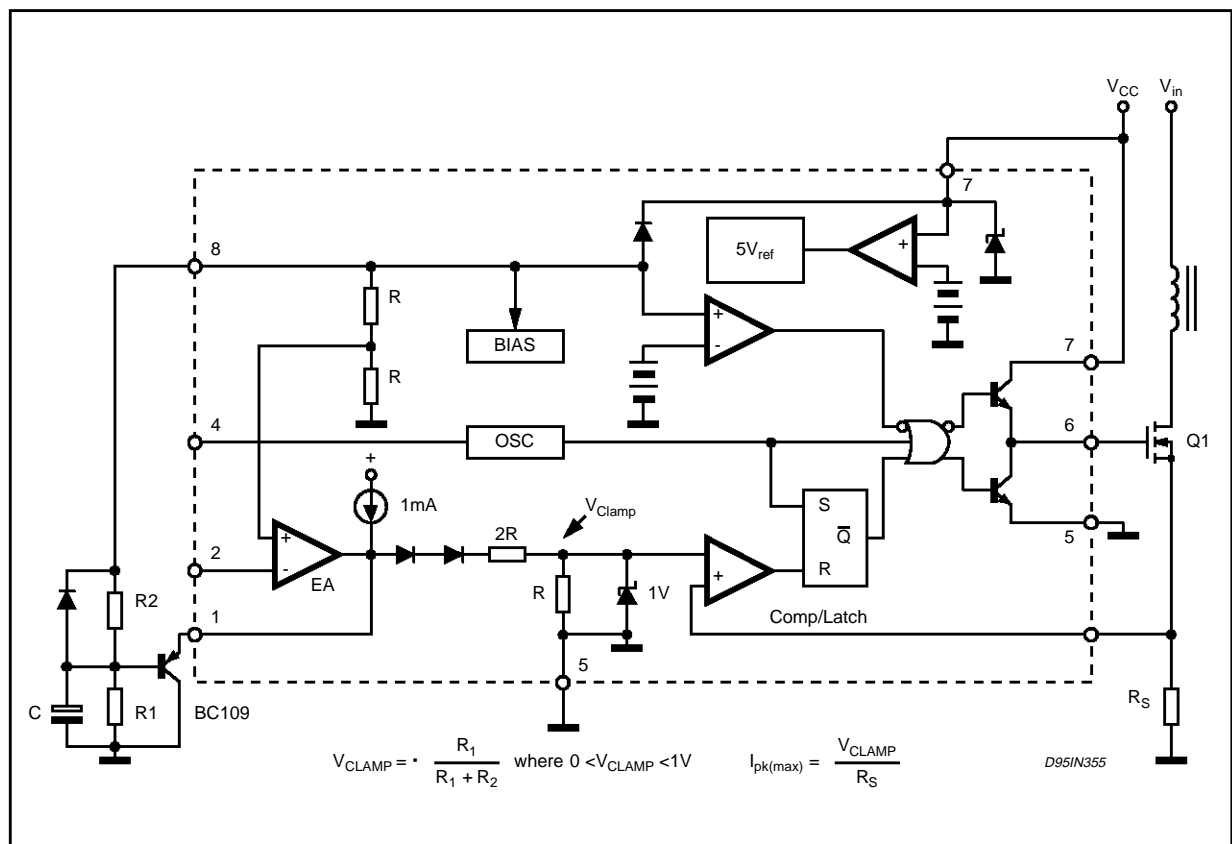 VCC Vin
7
8
5Vref
+
R
BIAS
+
-
R
7
4
OSC
6
Q1
+
1mA
VClamp
S
Q̅
R
5
2
+
-
EA
2R
R
1V
+
Comp/Latch
R2
1
5
C
R1
BC109
RS
VCLAMP = · R1 / R1 + R2 where 0 <VCLAMP <1V Ipk(max) = VCLAMP / RS
D95IN355